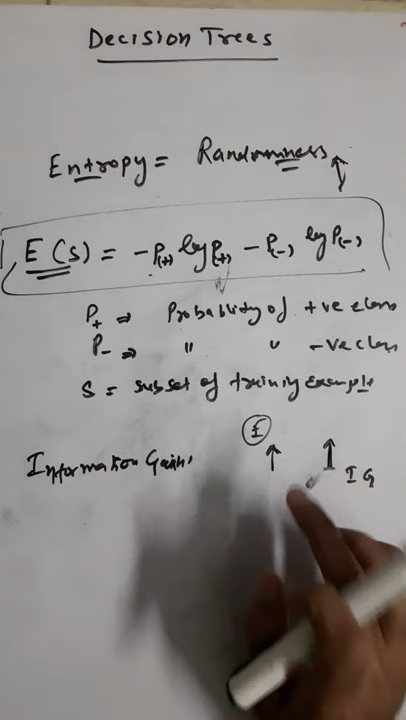 Decision Trees
Entropy = Randomness ↑
E(S) = -P(+) log P(+) - P(-) log P(-)
P+ ⇒ Probability of +ve class
P- ⇒ " " -ve class
S = subset of training example
Information Gain, E ↑ ↑ IG